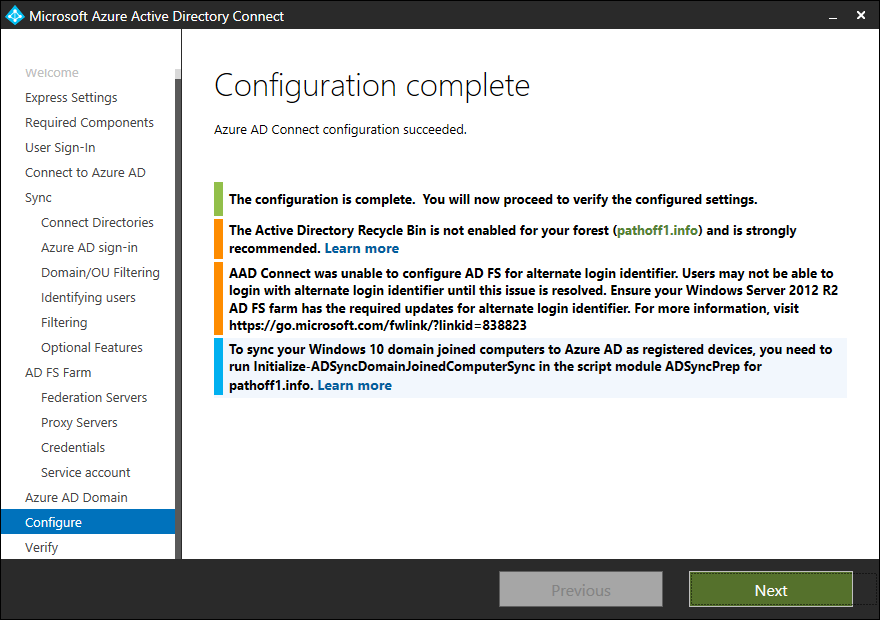 Microsoft Azure Active Directory Connect
Welcome
Express Settings
Required Components
User Sign-In
Connect to Azure AD
Sync
Connect Directories
Azure AD sign-in
Domain/OU Filtering
Identifying users
Filtering
Optional Features
AD FS Farm
Federation Servers
Proxy Servers
Credentials
Service account
Azure AD Domain
Configure
Verify
Configuration complete
Azure AD Connect configuration succeeded.
The configuration is complete.  You will now proceed to verify the configured settings.
The Active Directory Recycle Bin is not enabled for your forest (pathoff1.info) and is strongly
recommended. Learn more
AAD Connect was unable to configure AD FS for alternate login identifier. Users may not be able to
login with alternate login identifier until this issue is resolved. Ensure your Windows Server 2012 R2
AD FS farm has the required updates for alternate login identifier. For more information, visit
https://go.microsoft.com/fwlink/?linkid=838823
To sync your Windows 10 domain joined computers to Azure AD as registered devices, you need to
run Initialize-ADSyncDomainJoinedComputerSync in the script module ADSyncPrep for
pathoff1.info. Learn more
Previous
Next